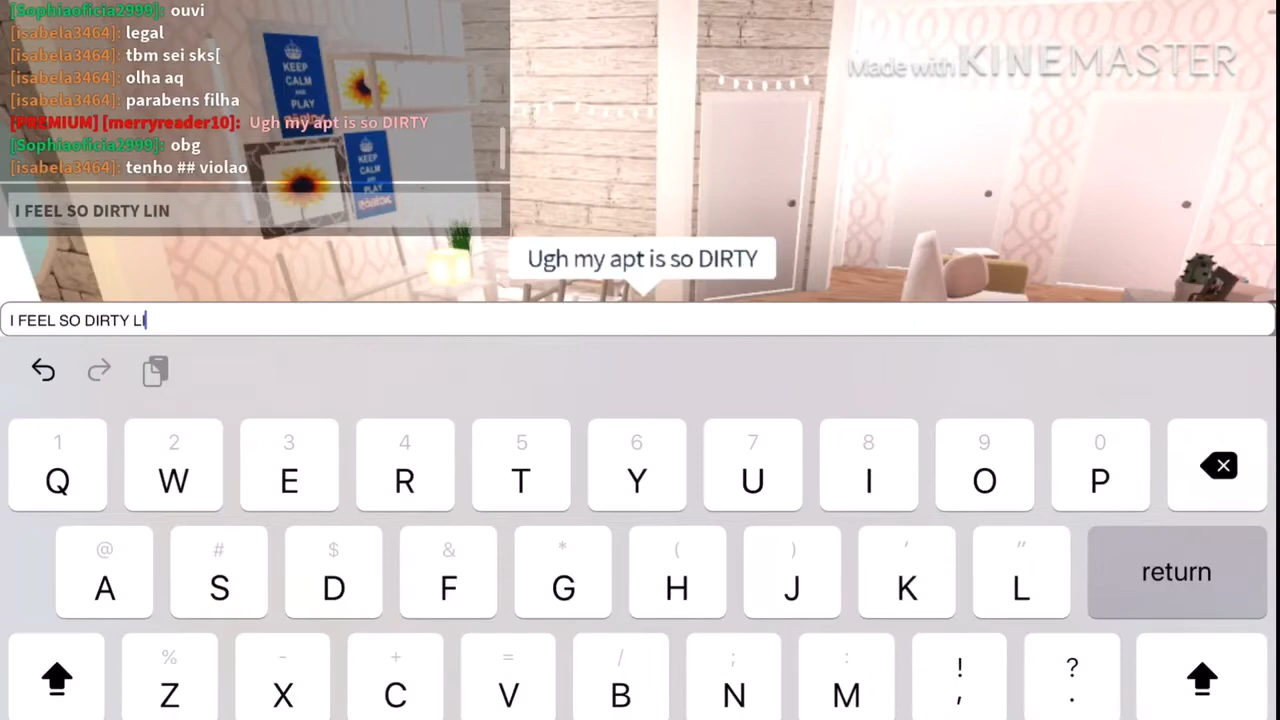 [Sophiaoficia2999]: ouvi
[isabela3464]: legal
[isabela3464]: tbm sei sks[
[isabela3464]: olha aq
[isabela3464]: parabens filha
[PREMIUM] [merryreader10]: Ugh my apt is so DIRTY
[Sophiaoficia2999]: obg
[isabela3464]: tenho ## violao
I FEEL SO DIRTY LIN
KEEP
CALM
AND
PLAY
ROBLOX
KEEP
CALM
AND
PLAY
ROBLOX
Made with KINEMASTER
Ugh my apt is so DIRTY
I FEEL SO DIRTY LI
1 2 3 4 5 6 7 8 9 0
Q W E R T Y U I O P
@ # $ & * ( ) ' "
A S D F G H J K L return
% - + = / ; : ! ?
Z X C V B N M , .